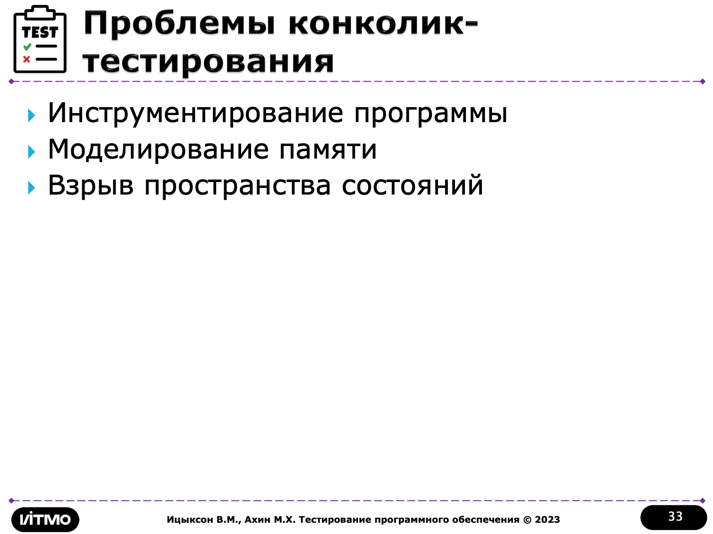 TEST
Проблемы конколик-
тестирования
Инструментирование программы
Моделирование памяти
Взрыв пространства состояний
ИТМО
Ицыксон В.М., Ахин М.Х. Тестирование программного обеспечения © 2023
33